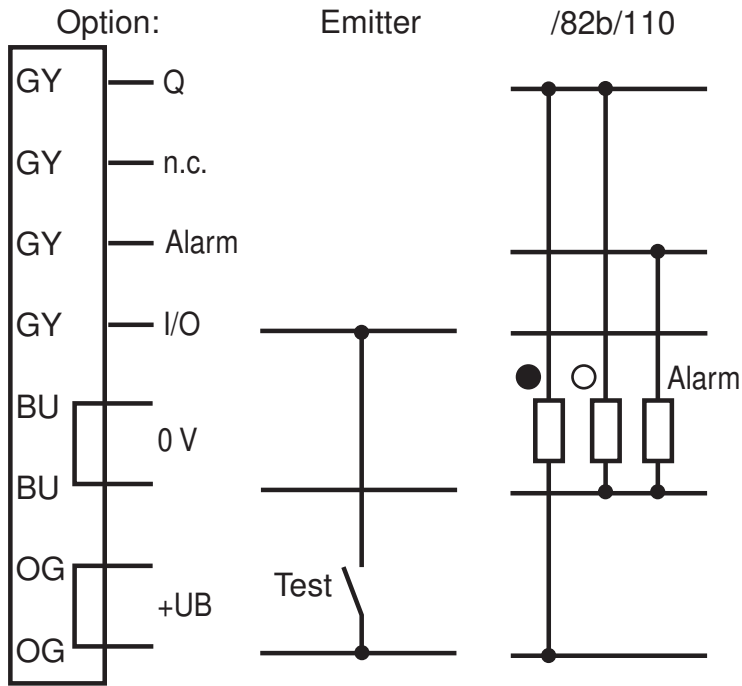 Option: Emitter /82b/110
GY Q
GY n.c.
GY Alarm
GY I/O
Alarm
BU
0 V
BU
OG
Test
+UB
OG